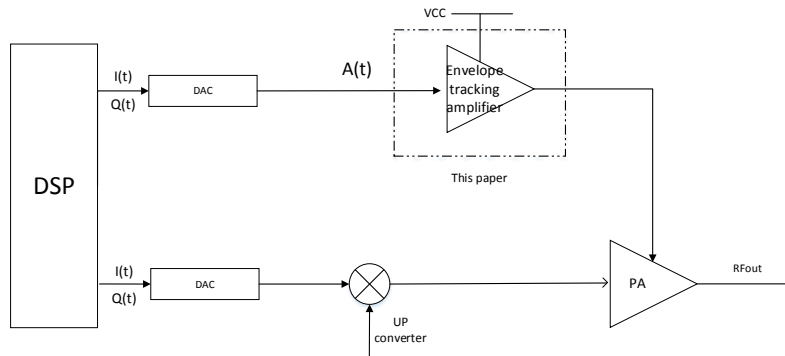 VCC
I(t)
Q(t)
DAC
A(t)
Envelope
tracking
amplifier
This paper
DSP
I(t)
Q(t)
DAC
UP
converter
PA
RFout